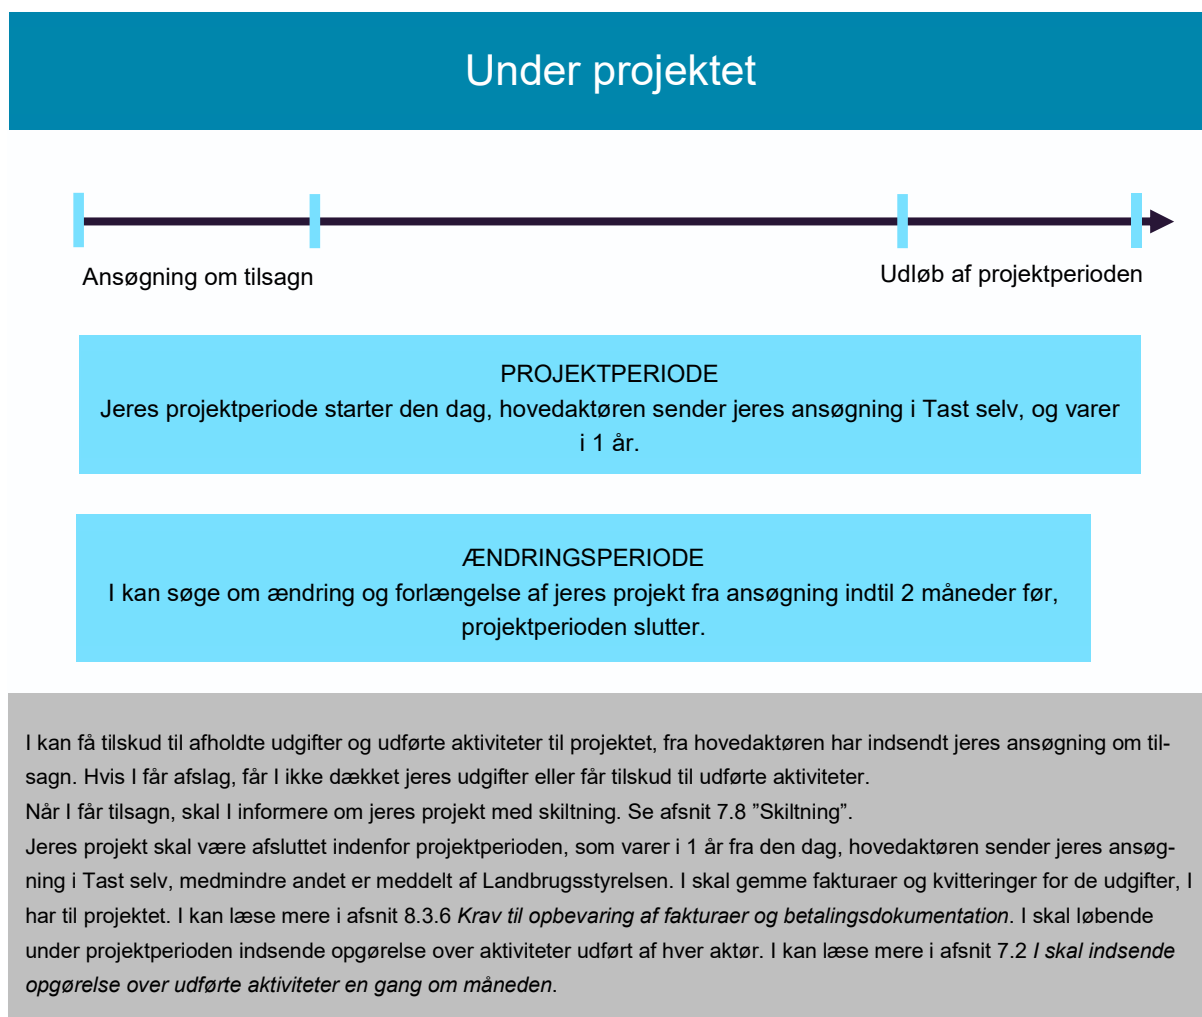 Under projektet
Ansøgning om tilsagn
Udløb af projektperioden
PROJEKTPERIODE
Jeres projektperiode starter den dag, hovedaktøren sender jeres ansøgning i Tast selv, og varer
i 1 år.
ÆNDRINGSPERIODE
I kan søge om ændring og forlængelse af jeres projekt fra ansøgning indtil 2 måneder før,
projektperioden slutter.
I kan få tilskud til afholdte udgifter og udførte aktiviteter til projektet, fra hovedaktøren har indsendt jeres ansøgning om til-
sagn. Hvis I får afslag, får I ikke dækket jeres udgifter eller får tilskud til udførte aktiviteter.
Når I får tilsagn, skal I informere om jeres projekt med skiltning. Se afsnit 7.8 ”Skiltning”.
Jeres projekt skal være afsluttet indenfor projektperioden, som varer i 1 år fra den dag, hovedaktøren sender jeres ansøg-
ning i Tast selv, medmindre andet er meddelt af Landbrugsstyrelsen. I skal gemme fakturaer og kvitteringer for de udgifter, I
har til projektet. I kan læse mere i afsnit 8.3.6 Krav til opbevaring af fakturaer og betalingsdokumentation. I skal løbende
under projektperioden indsende opgørelse over aktiviteter udført af hver aktør. I kan læse mere i afsnit 7.2 I skal indsende
opgørelse over udførte aktiviteter en gang om måneden.